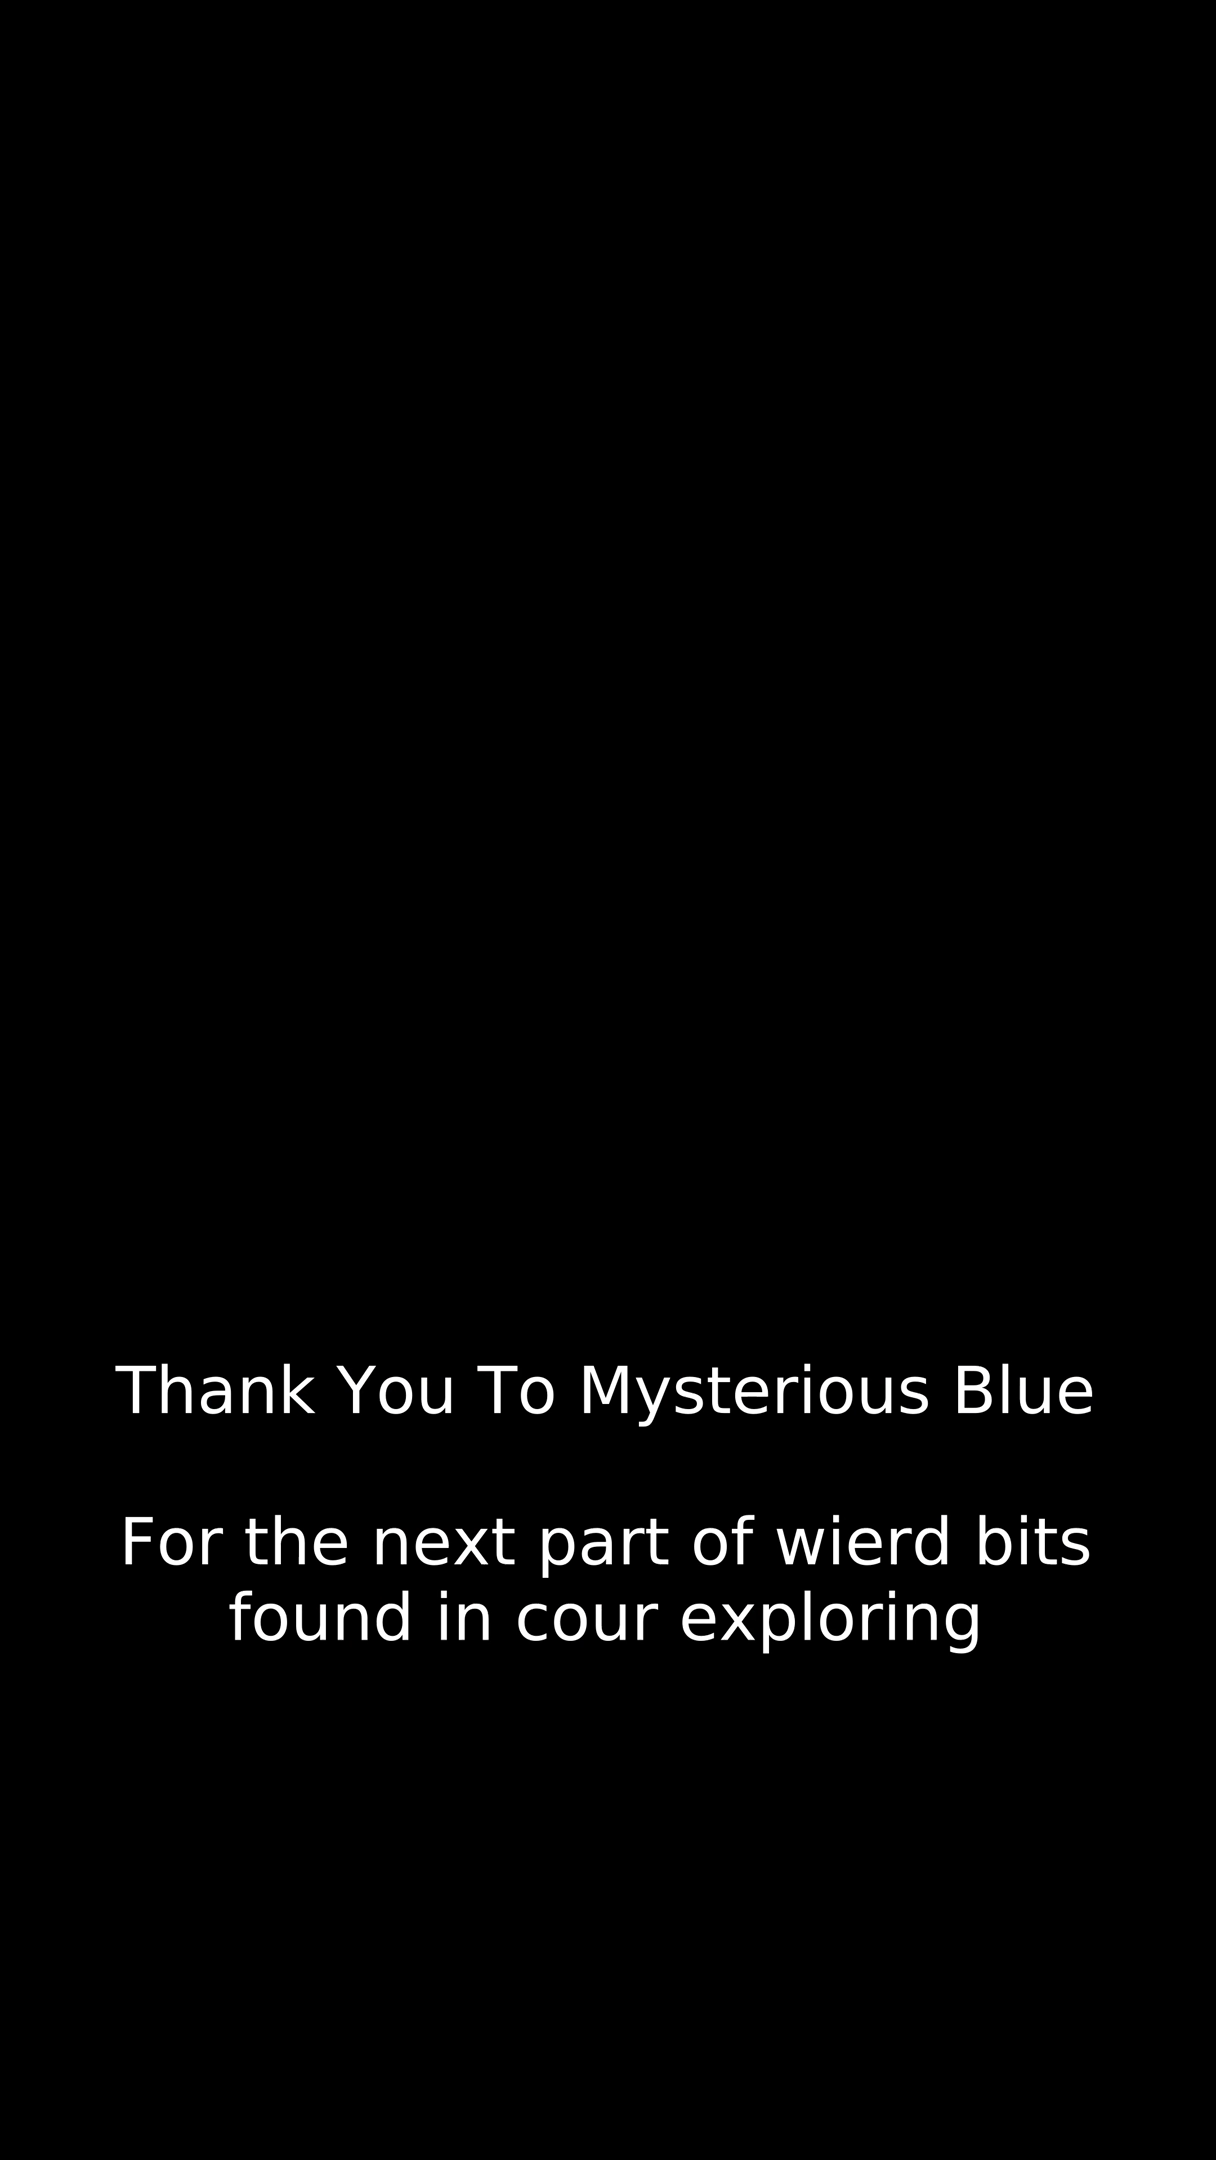 Thank You To Mysterious Blue
For the next part of wierd bits
found in cour exploring